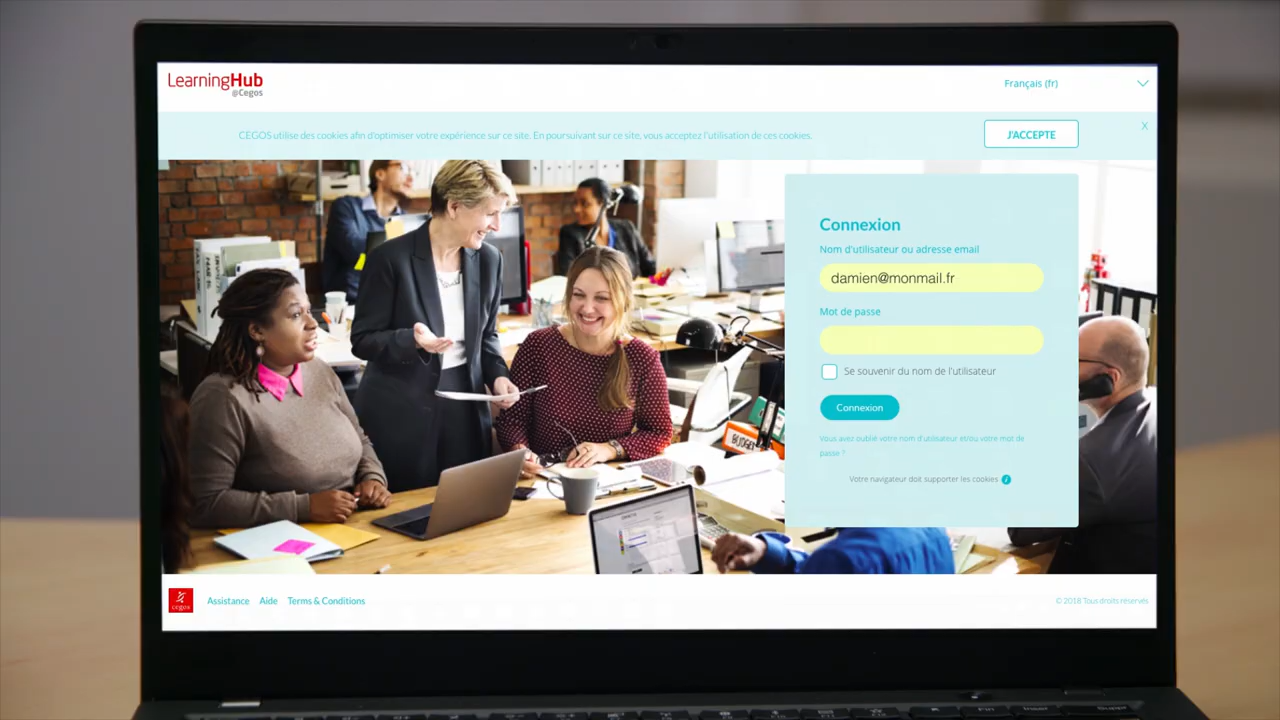 LearningHub
@Cegos
Français (fr)
CEGOS utilise des cookies afin d'optimiser votre expérience sur ce site. En poursuivant sur ce site, vous acceptez l'utilisation de ces cookies.
J'ACCEPTE
X
Connexion
Nom d'utilisateur ou adresse email
damien@monmail.fr
Mot de passe
Se souvenir du nom de l'utilisateur
Connexion
Vous avez oublié votre nom d'utilisateur et/ou votre mot de
passe ?
Votre navigateur doit supporter les cookies
BUDGET
cegos
Assistance Aide Terms & Conditions
© 2018 Tous droits réservés